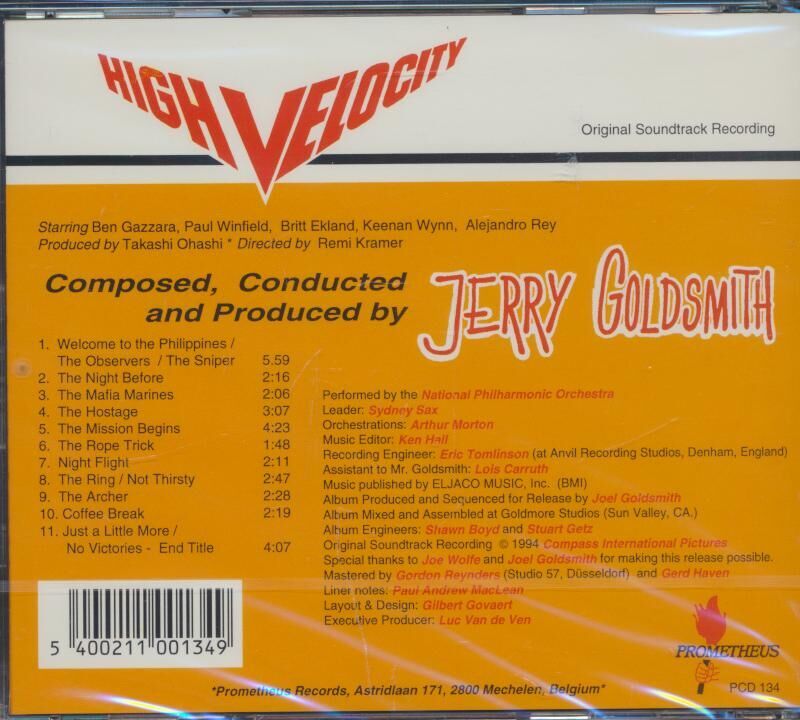 HIGH VELOCITY
Original Soundtrack Recording
Starring Ben Gazzara, Paul Winfield, Britt Ekland, Keenan Wynn, Alejandro Rey
Produced by Takashi Ohashi * Directed by Remi Kramer
Composed, Conducted
and Produced by
JERRY GOLDSMITH
1. Welcome to the Philippines /
The Observers / The Sniper 5.59
2. The Night Before 2:16
3. The Mafia Marines 2:06
4. The Hostage 3:07
5. The Mission Begins 4:23
6. The Rope Trick 1:48
7. Night Flight 2:11
8. The Ring / Not Thirsty 2:47
9. The Archer 2:28
10. Coffee Break 2:19
11. Just a Little More /
No Victories - End Title 4:07
Performed by the National Philharmonic Orchestra
Leader: Sydney Sax
Orchestrations: Arthur Morton
Music Editor: Ken Hall
Recording Engineer: Eric Tomlinson (at Anvil Recording Studios, Denham, England)
Assistant to Mr. Goldsmith: Lois Carruth
Music published by ELJACO MUSIC, Inc. (BMI)
Album Produced and Sequenced for Release by Joel Goldsmith
Album Mixed and Assembled at Goldmore Studios (Sun Valley, CA.)
Album Engineers: Shawn Boyd and Stuart Getz
Original Soundtrack Recording © 1994 Compass International Pictures
Special thanks to Joe Wolfe and Joel Goldsmith for making this release possible.
Mastered by Gordon Reynders (Studio 57, Düsseldorf) and Gerd Haven
Liner notes: Paul Andrew MacLean
Layout & Design: Gilbert Govaert
Executive Producer: Luc Van de Ven
5 400211 001349
PROMETHEUS
*Prometheus Records, Astridlaan 171, 2800 Mechelen, Belgium*
PCD 134